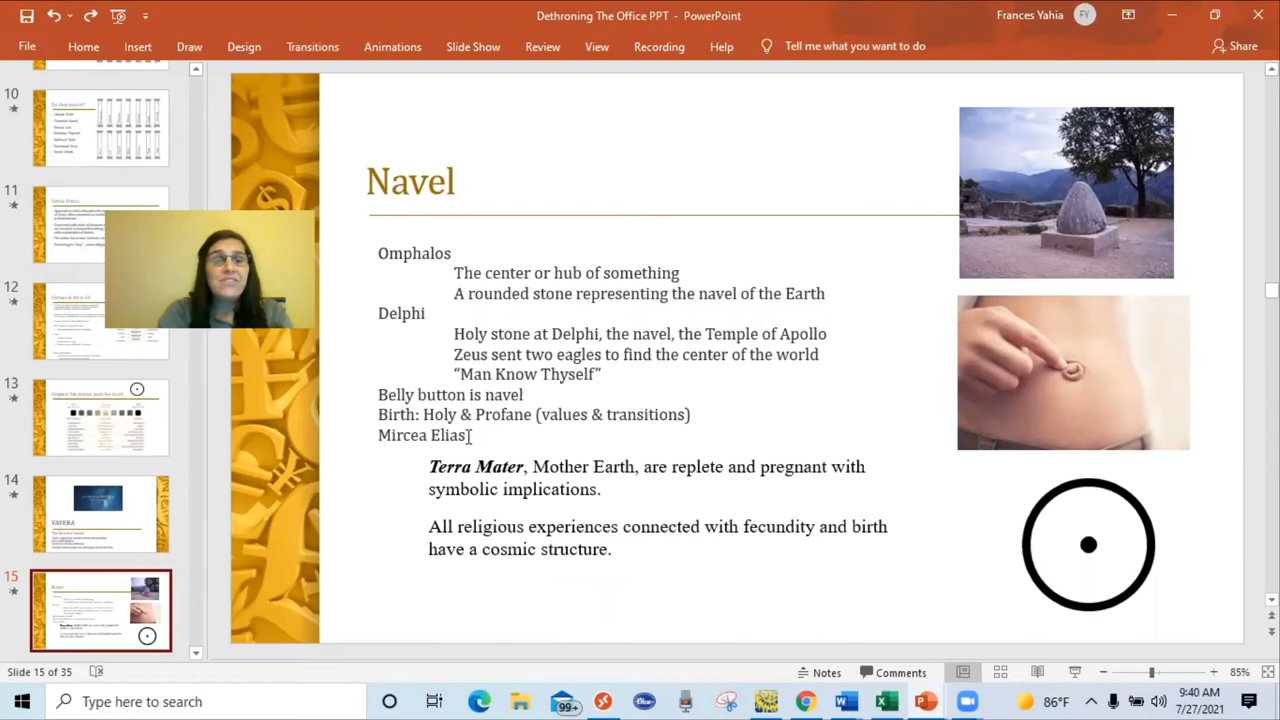 Dethroning The Office PPT - PowerPoint
Frances Yahia
FY
File Home Insert Draw Design Transitions Animations Slide Show Review View Recording Help Tell me what you want to do Share
10
11
12
13
14
VAVERA
15
Navel
Omphalos
The center or hub of something
A rounded stone representing the navel of the Earth
Delphi
Holy stone at Delphi, the navel, the Temple of Apollo
Zeus sent two eagles to find the center of the world
“Man Know Thyself”
Belly button is navel
Birth: Holy & Profane (values & transitions)
Mircea Elias
Terra Mater, Mother Earth, are replete and pregnant with
symbolic implications.
All religious experiences connected with fecundity and birth
have a cosmic structure.
Slide 15 of 35
Notes Comments 85%
Type here to search
99+
86°F
9:40 AM
7/27/2021